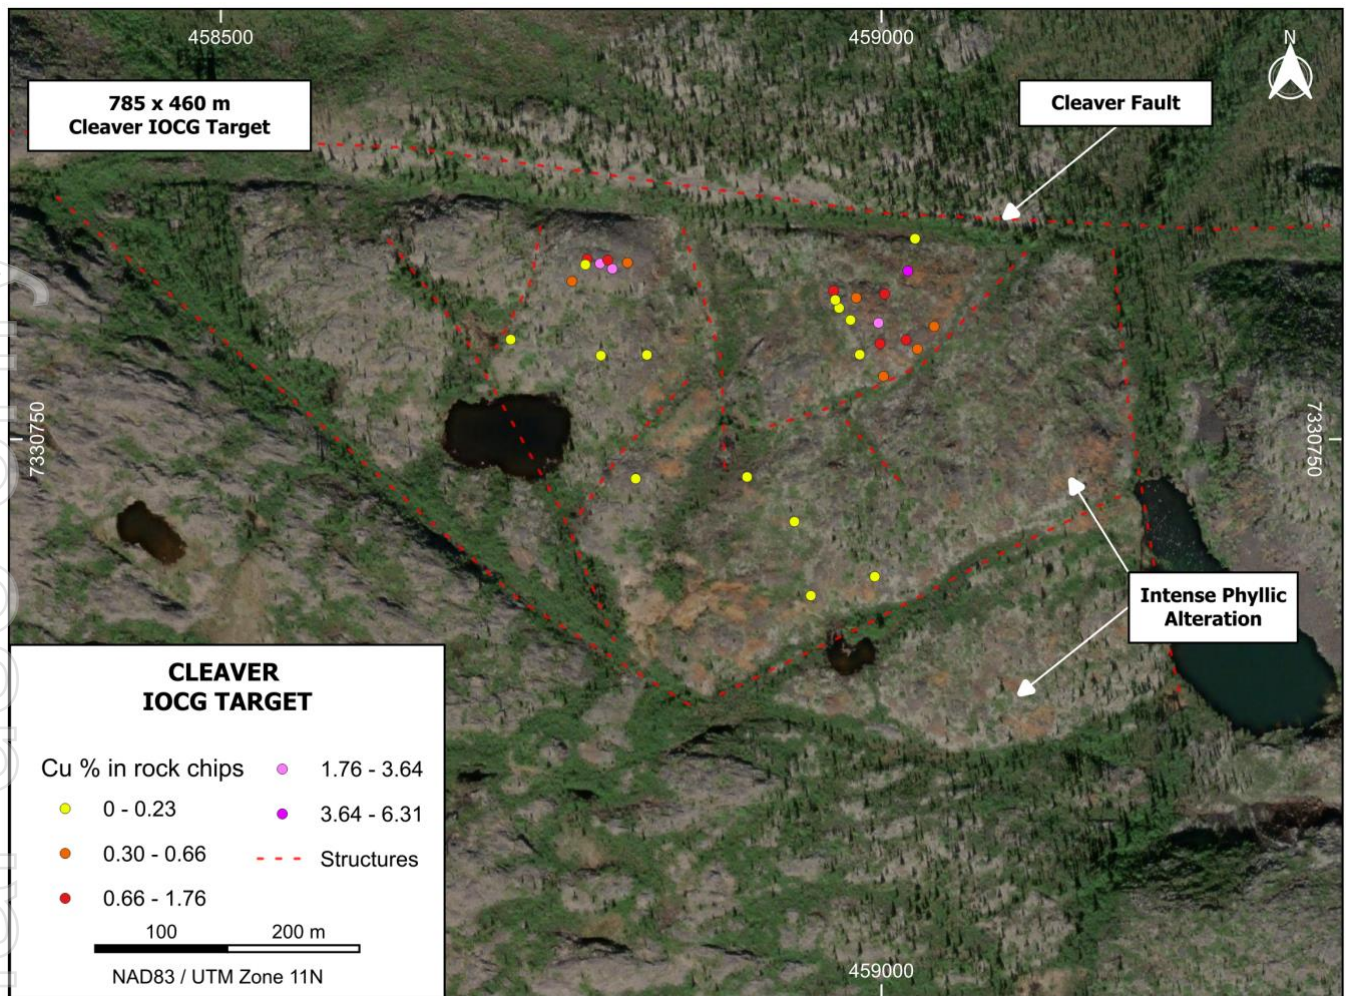 458500
459000
N
785 x 460 m
Cleaver IOCG Target
Cleaver Fault
7330750
7330750
Intense Phyllic
Alteration
CLEAVER
IOCG TARGET
Cu % in rock chips
0 - 0.23
0.30 - 0.66
0.66 - 1.76
1.76 - 3.64
3.64 - 6.31
Structures
100 200 m
NAD83 / UTM Zone 11N
459000